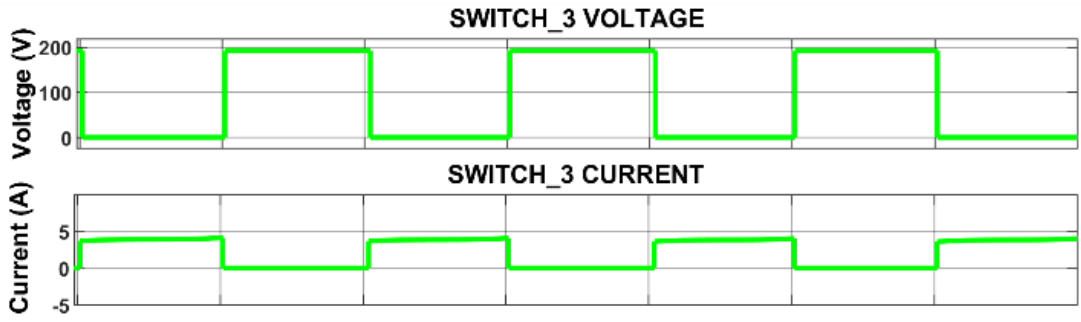 SWITCH_3 VOLTAGE
Voltage (V)
200
100
0
SWITCH_3 CURRENT
Current (A)
5
0
-5